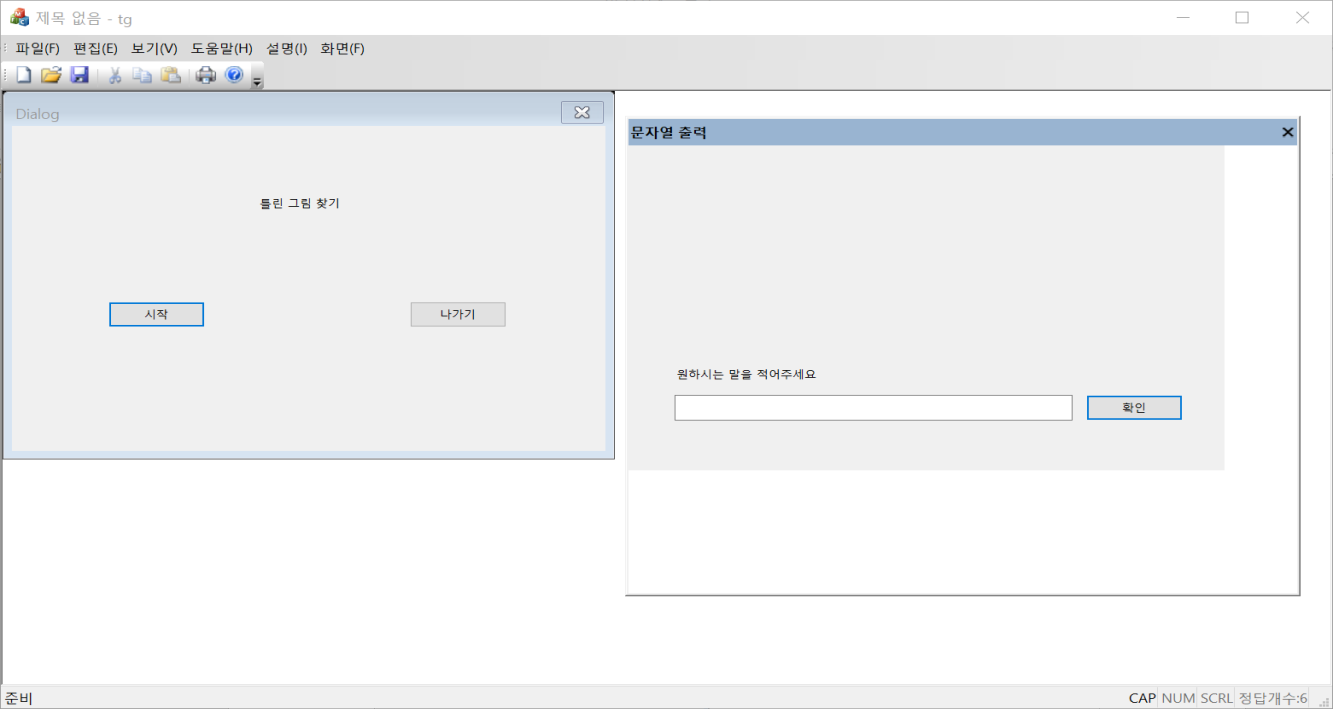 제목 없음 - tg
파일(F) 편집(E) 보기(V) 도움말(H) 설명(I) 화면(F)
Dialog
틀린 그림 찾기
시작 나가기
문자열 출력
원하시는 말을 적어주세요
확인
준비 CAP NUM SCRL 정답개수:6